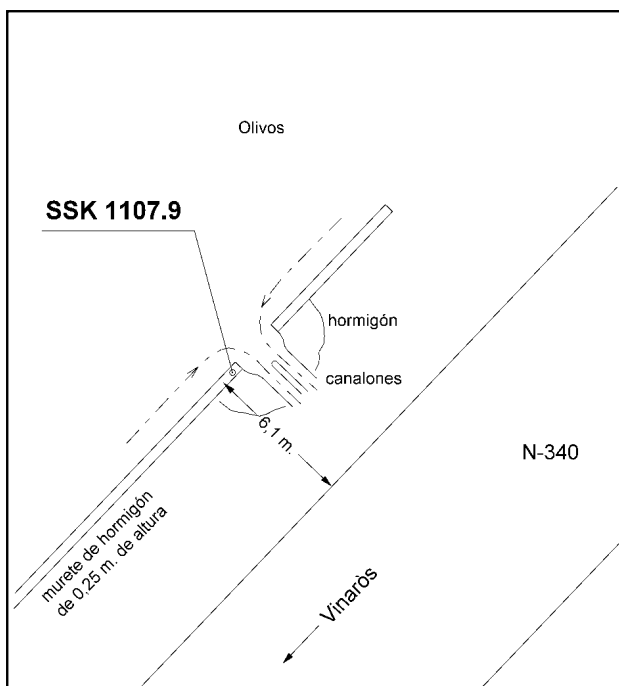 Olivos
SSK 1107.9
hormigón
canalones
6,1 m.
N-340
murete de hormigón
de 0,25 m. de altura
Vinaròs